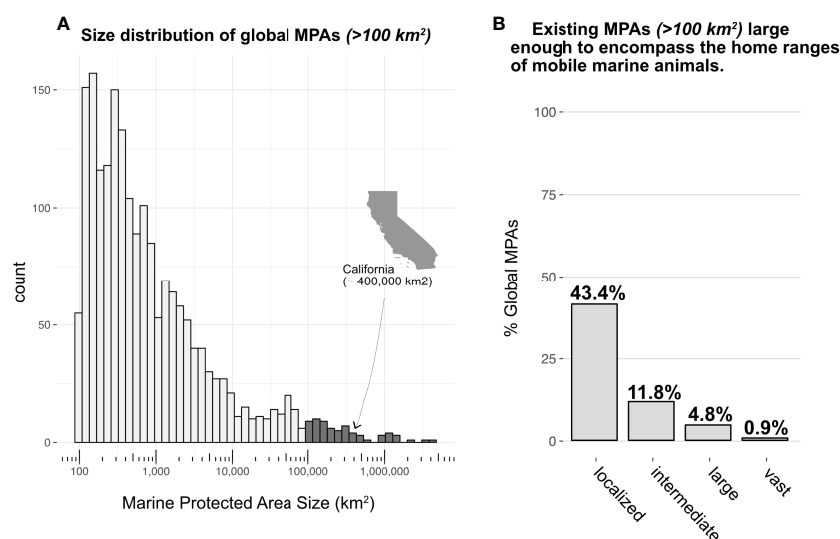 A
Size distribution of global MPAs (>100 km²)
150
100
50
0
count
California
(~ 400,000 km2)
100
1,000
10,000
100,000
1,000,000
Marine Protected Area Size (km²)
B
Existing MPAs (>100 km²) large
enough to encompass the home ranges
of mobile marine animals.
100
75
50
25
0
% Global MPAs
43.4%
11.8%
4.8%
0.9%
localized
intermediate
large
vast